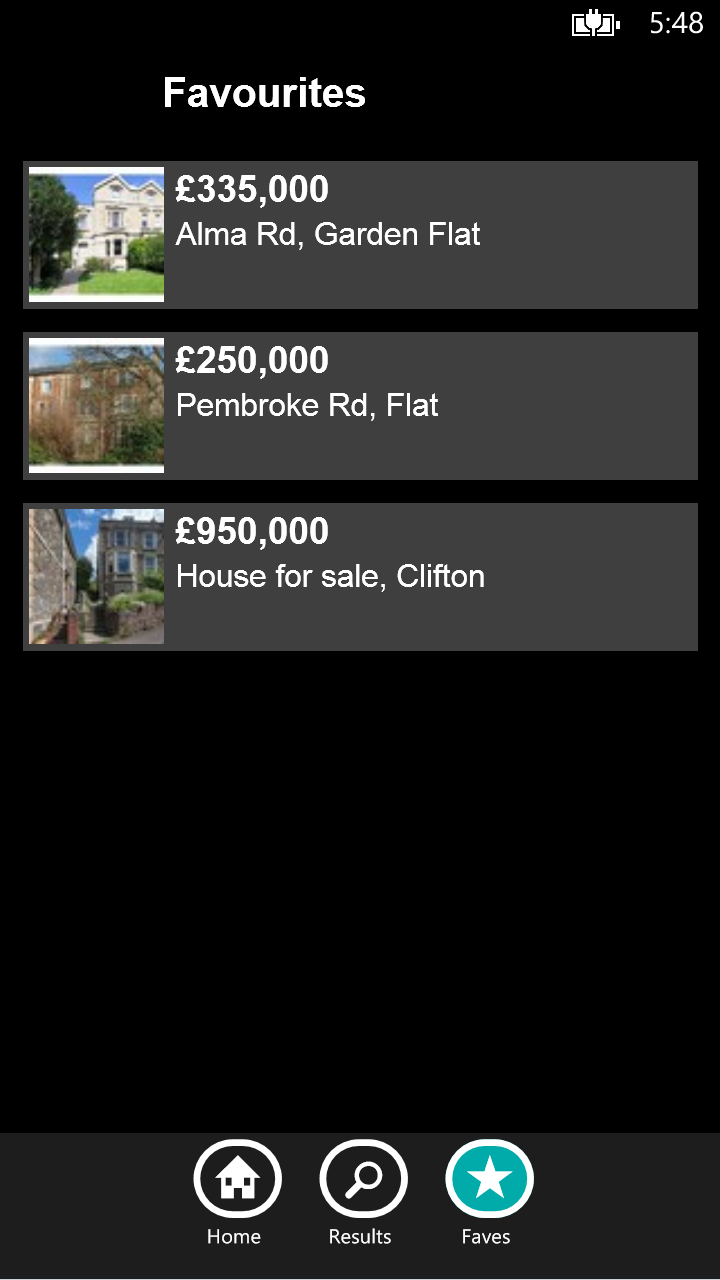 5:48
Favourites
£335,000
Alma Rd, Garden Flat
£250,000
Pembroke Rd, Flat
£950,000
House for sale, Clifton
Home Results Faves